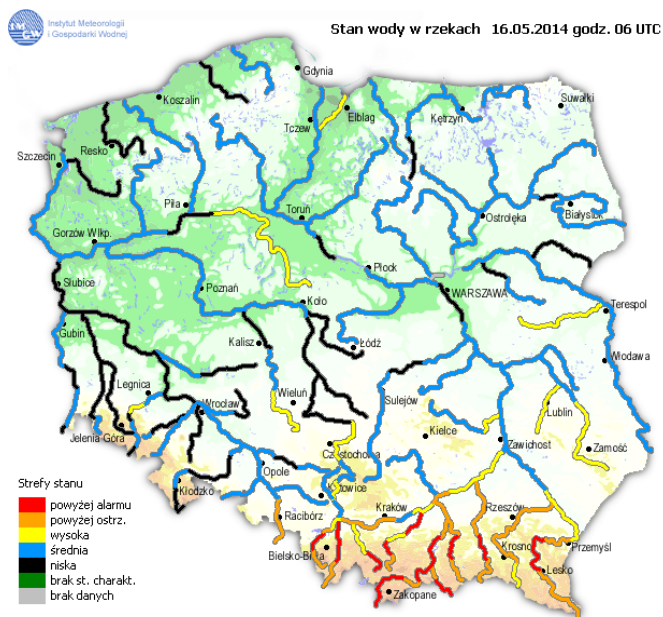 Instytut Meteorologii
i Gospodarki Wodnej
IMGW
Stan wody w rzekach 16.05.2014 godz. 06 UTC
Gdynia
Koszalin
Suwałki
Elbląg
Kętrzyn
Tczew
Resko
Szczecin
Piła
Toruń
Ostrołęka
Białystok
Gorzów Wlkp.
Płock
Słubice
Poznań
WARSZAWA
Koło
Terespol
Gubin
Kalisz
Łódź
Włodawa
Legnica
Wieluń
Sulejów
Wrocław
Lublin
Jelenia Góra
Kielce
Zawichost
Zamość
Częstochowa
Opole
Strefy stanu
Kłodzko
Katowice
powyżej alarmu
Kraków
Rzeszów
powyżej ostrz.
Racibórz
wysoka
Przemyśl
średnia
Bielsko-Biała
Krosno
niska
Lesko
brak st. charakt.
Zakopane
brak danych